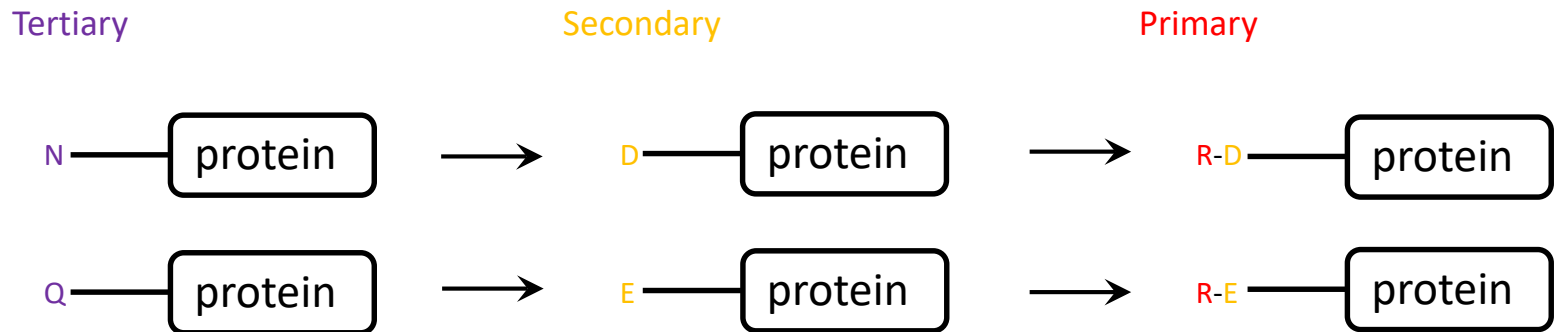 Tertiary Secondary Primary
N protein D protein R-D protein
Q protein E protein R-E protein